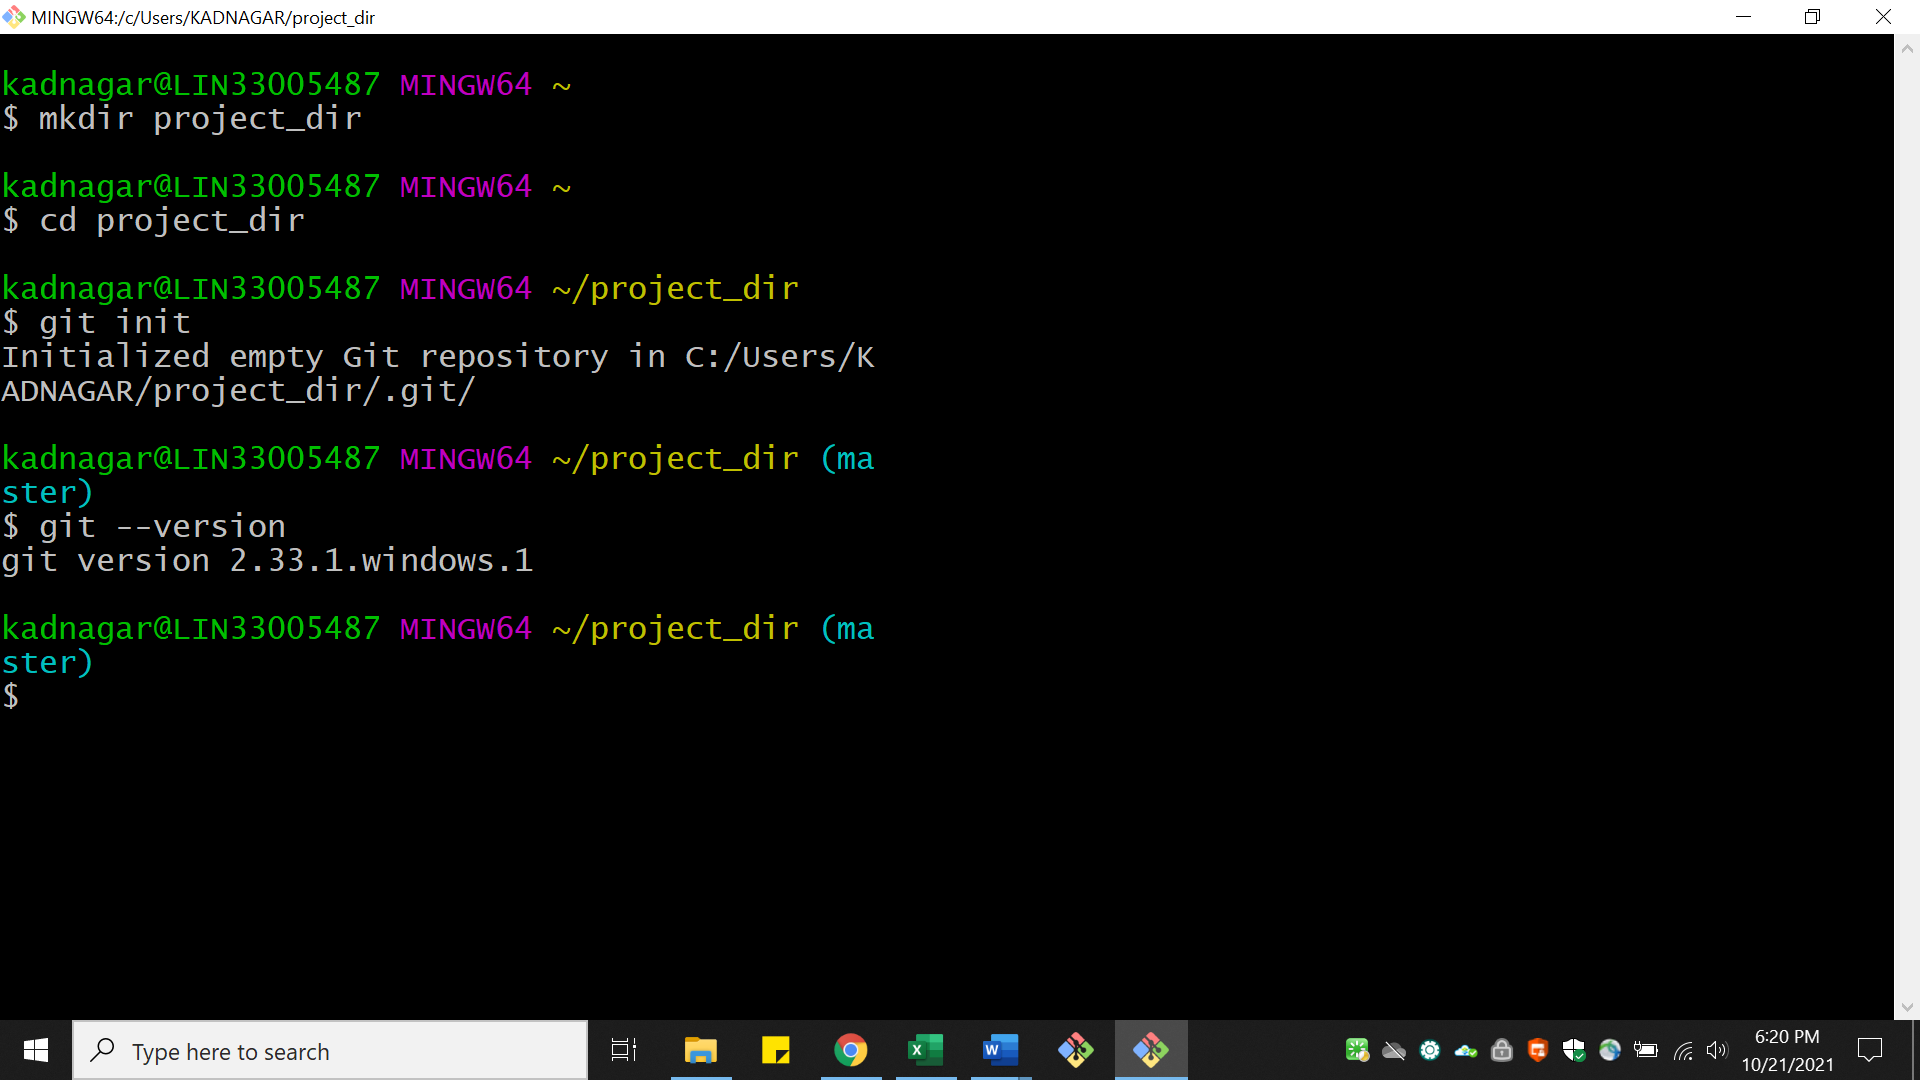 MINGW64:/c/Users/KADNAGAR/project_dir
kadnagar@LIN33005487 MINGW64 ~
$ mkdir project_dir
kadnagar@LIN33005487 MINGW64 ~
$ cd project_dir
kadnagar@LIN33005487 MINGW64 ~/project_dir
$ git init
Initialized empty Git repository in C:/Users/K
ADNAGAR/project_dir/.git/
kadnagar@LIN33005487 MINGW64 ~/project_dir (ma
ster)
$ git --version
git version 2.33.1.windows.1
kadnagar@LIN33005487 MINGW64 ~/project_dir (ma
ster)
$
Type here to search
6:20 PM
10/21/2021